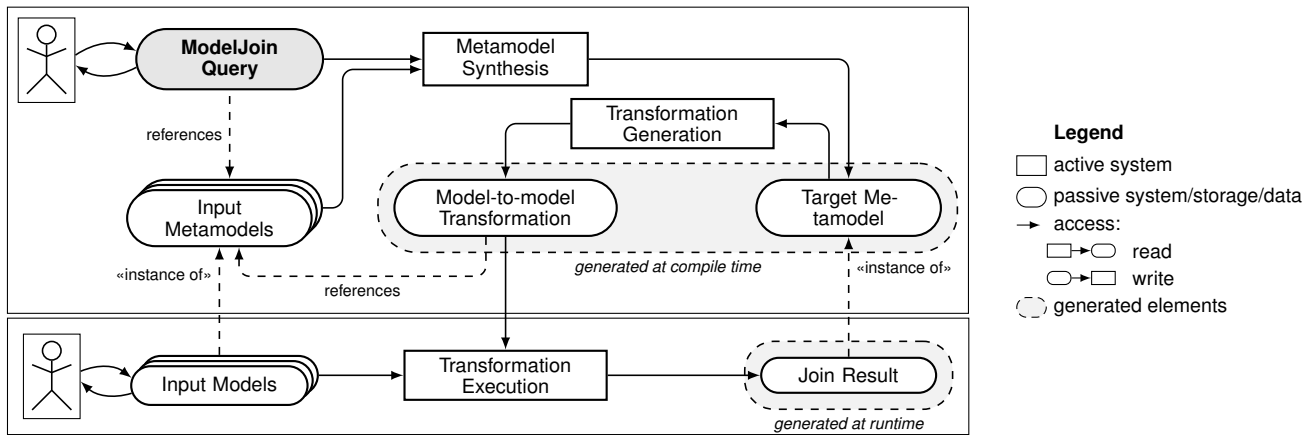 ModelJoin
Query
Metamodel
Synthesis
Transformation
Generation
references
Input
Metamodels
Model-to-model
Transformation
Target Me-
tamodel
generated at compile time
«instance of»
«instance of»
references
Input Models
Transformation
Execution
Join Result
generated at runtime
Legend
active system
passive system/storage/data
access:
read
write
generated elements